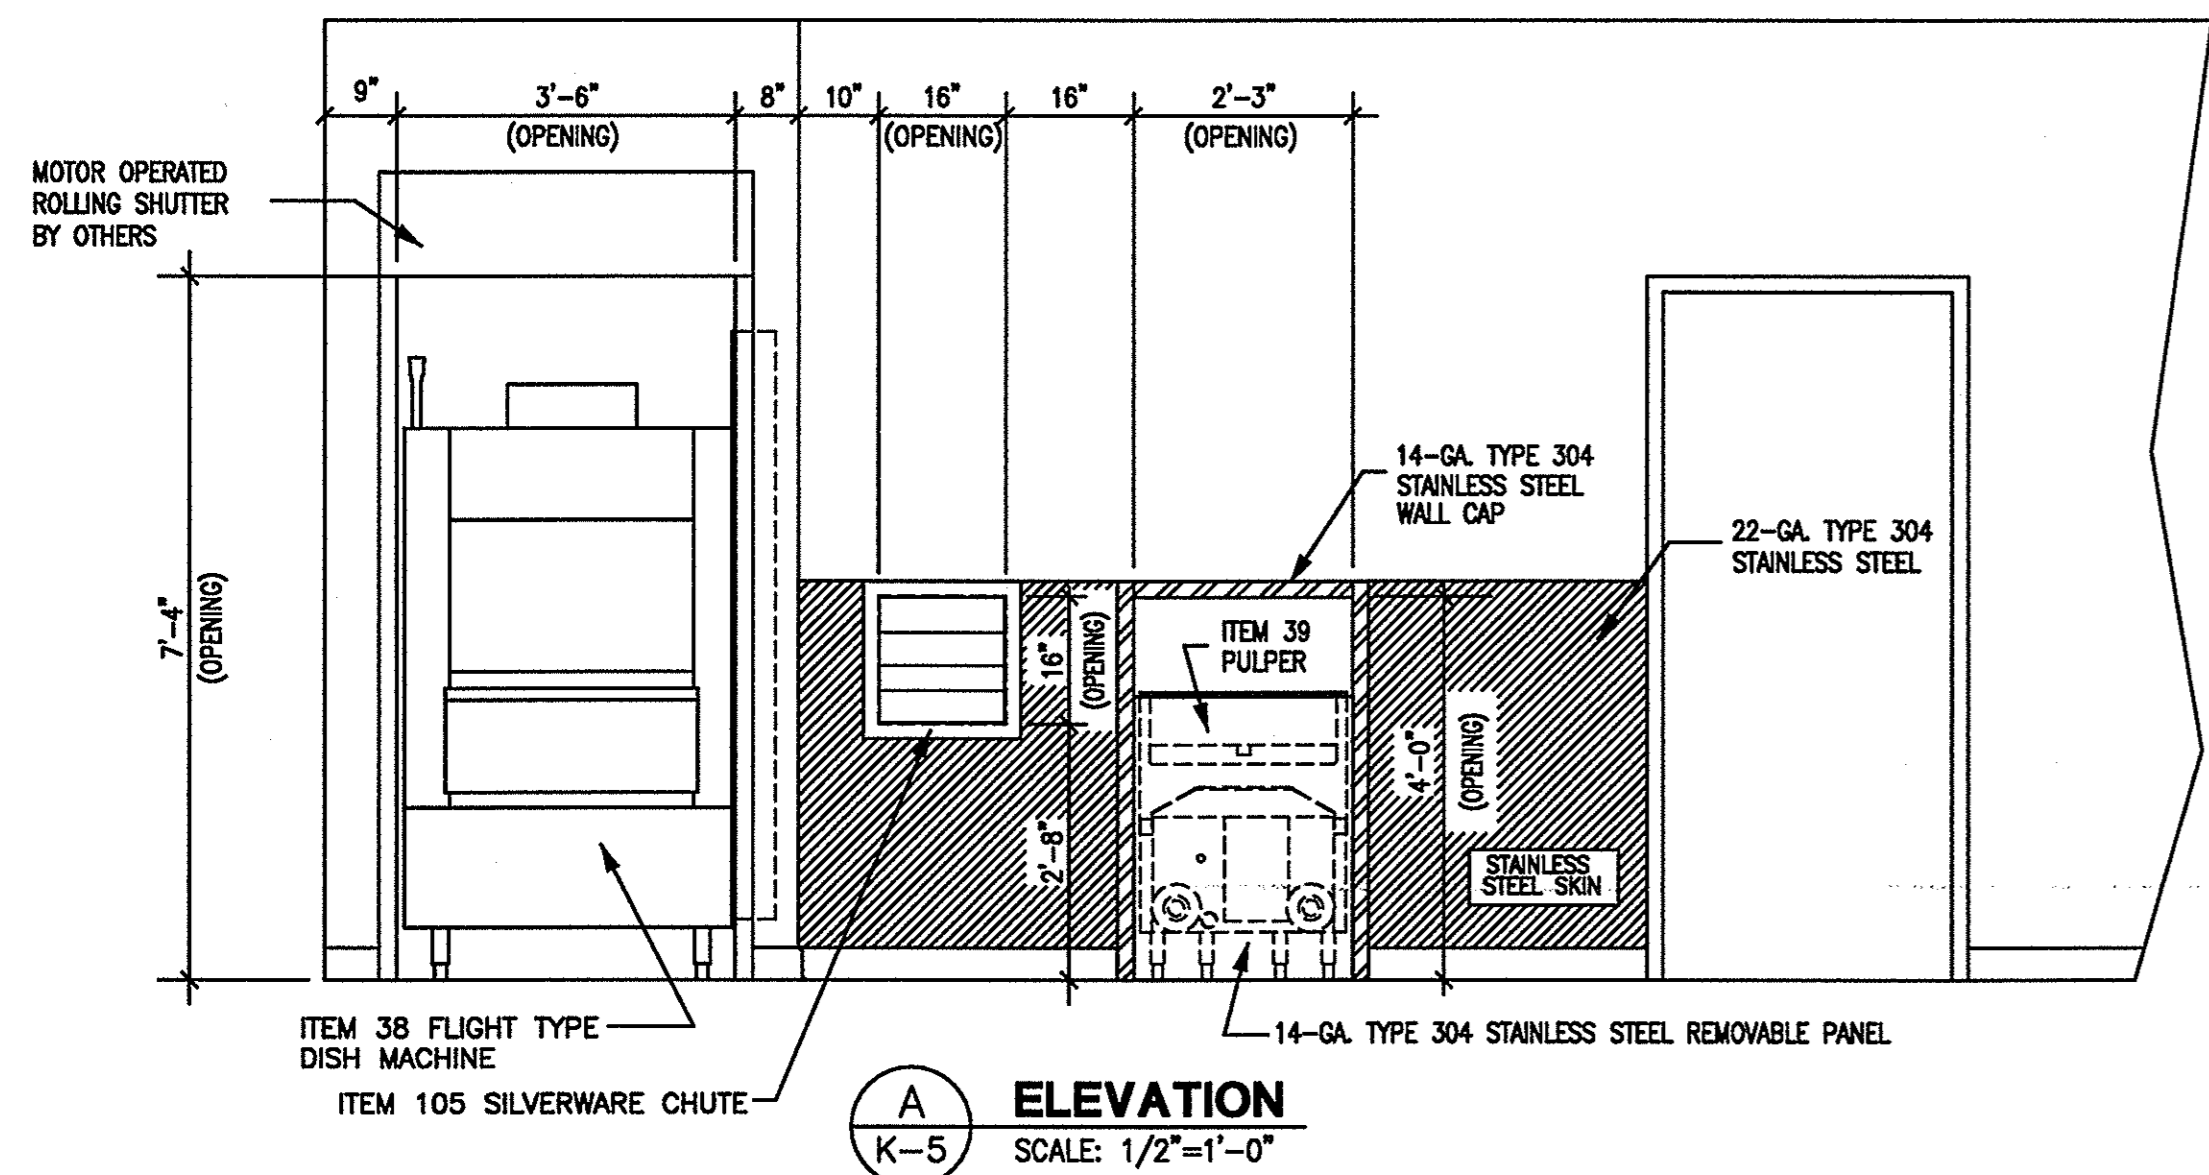 9" 3'-6" 8" 10" 16" 16" 2'-3"
(OPENING) (OPENING) (OPENING)
MOTOR OPERATED
ROLLING SHUTTER
BY OTHERS
7'-4"
(OPENING)
14-GA. TYPE 304
STAINLESS STEEL
WALL CAP
22-GA. TYPE 304
STAINLESS STEEL
16"
(OPENING)
ITEM 39
PULPER
2'-8"
4'-0"
(OPENING)
STAINLESS
STEEL SKIN
ITEM 38 FLIGHT TYPE
DISH MACHINE
14-GA. TYPE 304 STAINLESS STEEL REMOVABLE PANEL
ITEM 105 SILVERWARE CHUTE
A
K-5
ELEVATION
SCALE: 1/2"=1'-0"